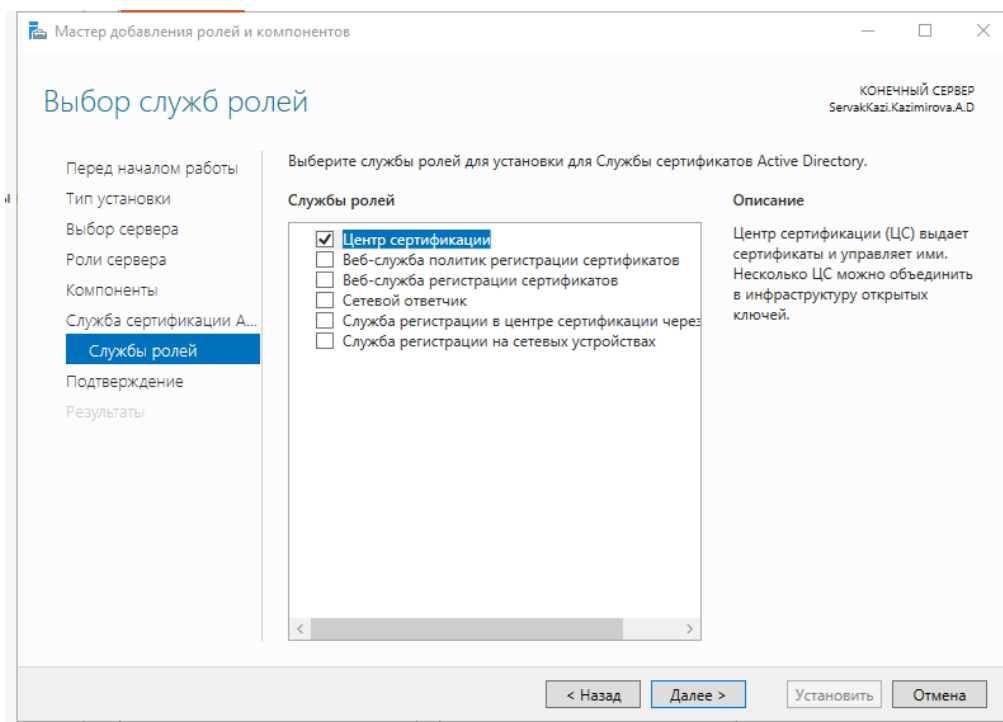 Мастер добавления ролей и компонентов
Выбор служб ролей
КОНЕЧНЫЙ СЕРВЕР
ServakKazi.Kazimirova.A.D
Перед началом работы
Тип установки
Выбор сервера
Роли сервера
Компоненты
Служба сертификации A...
Службы ролей
Подтверждение
Результаты
Выберите службы ролей для установки для Службы сертификатов Active Directory.
Службы ролей
Центр сертификации
Веб-служба политик регистрации сертификатов
Веб-служба регистрации сертификатов
Сетевой ответчик
Служба регистрации в центре сертификации через
Служба регистрации на сетевых устройствах
Описание
Центр сертификации (ЦС) выдает
сертификаты и управляет ими.
Несколько ЦС можно объединить
в инфраструктуру открытых
ключей.
< Назад
Далее >
Установить
Отмена